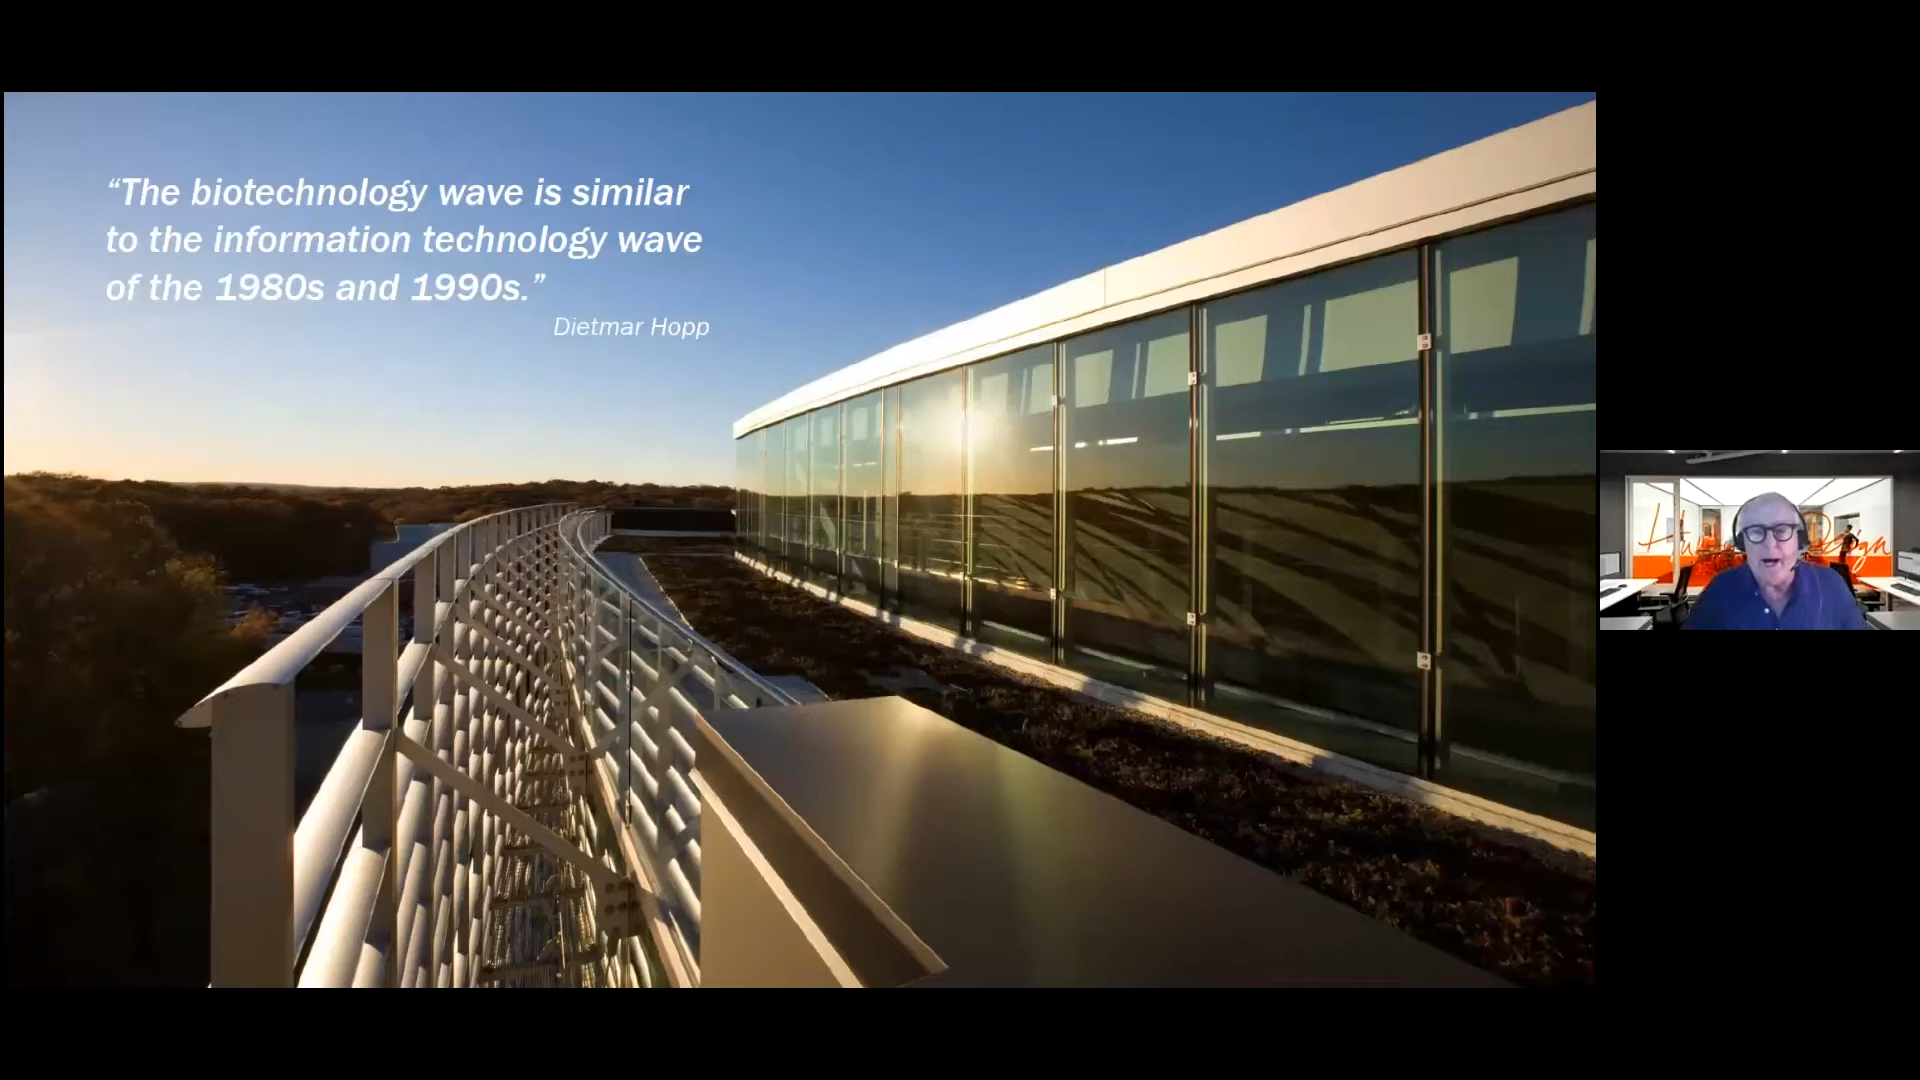 “The biotechnology wave is similar
to the information technology wave
of the 1980s and 1990s.”
Dietmar Hopp